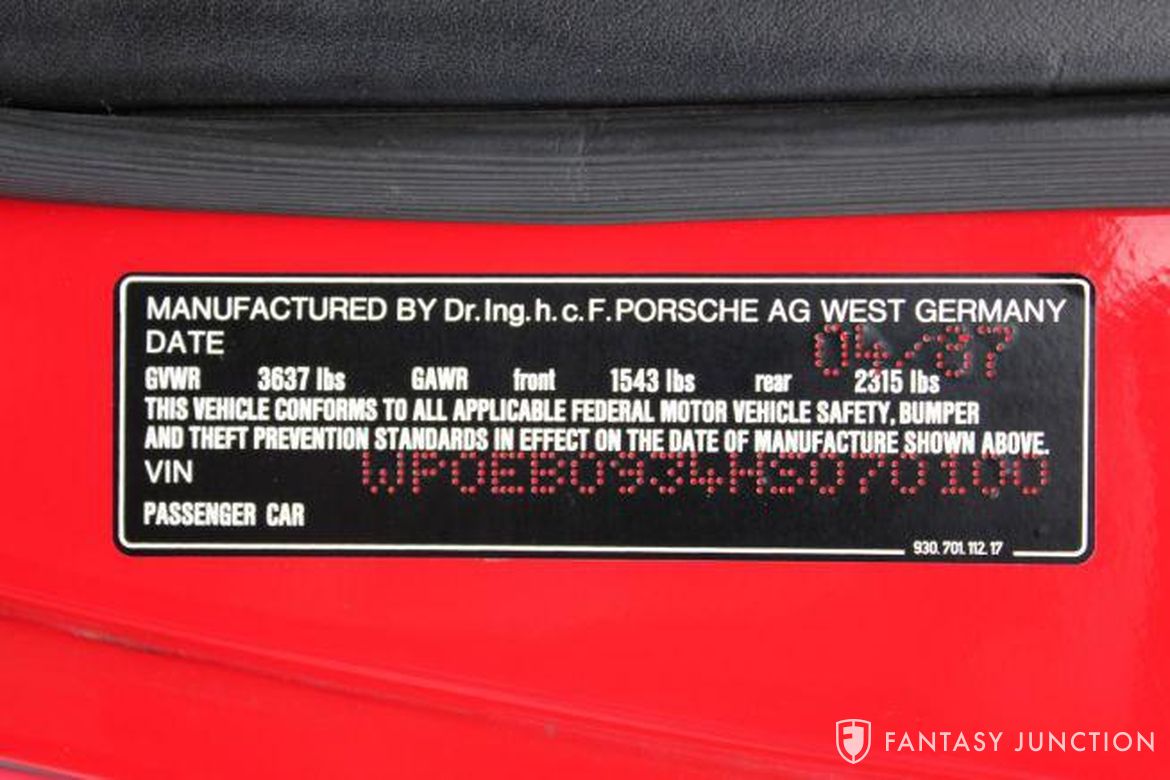 MANUFACTURED BY Dr.Ing.h.c.F.PORSCHE AG WEST GERMANY
DATE 04/87
GVWR 3637 lbs GAWR front 1543 lbs rear 2315 lbs
THIS VEHICLE CONFORMS TO ALL APPLICABLE FEDERAL MOTOR VEHICLE SAFETY, BUMPER
AND THEFT PREVENTION STANDARDS IN EFFECT ON THE DATE OF MANUFACTURE SHOWN ABOVE.
VIN WP0EB0934HS070100
PASSENGER CAR
930.701.112.17
FANTASY JUNCTION